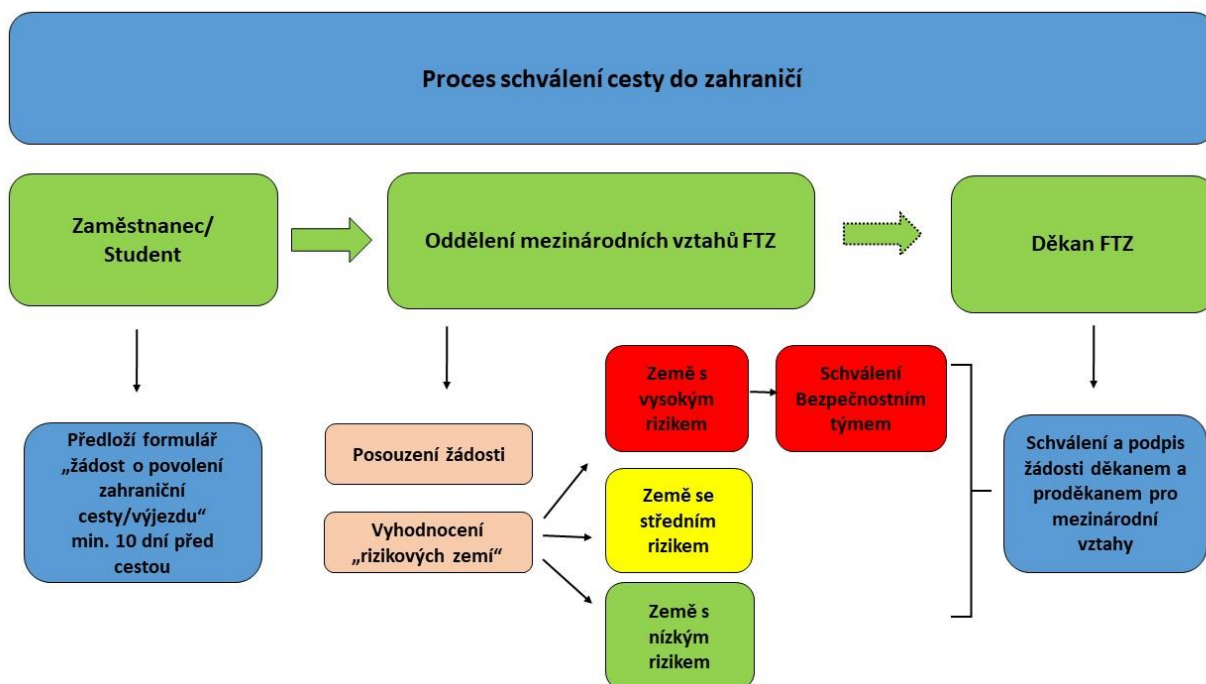 Proces schválení cesty do zahraničí
Zaměstnanec/
Student
Oddělení mezinárodních vztahů FTZ
Děkan FTZ
Předloží formulář
„žádost o povolení
zahraniční
cesty/výjezdu“
min. 10 dní před
cestou
Posouzení žádosti
Vyhodnocení
„rizikových zemí“
Země s
vysokým
rizikem
Schválení
Bezpečnostním
týmem
Země se
středním
rizikem
Země s
nízkým
rizikem
Schválení a podpis
žádosti děkanem a
proděkanem pro
mezinárodní
vztahy